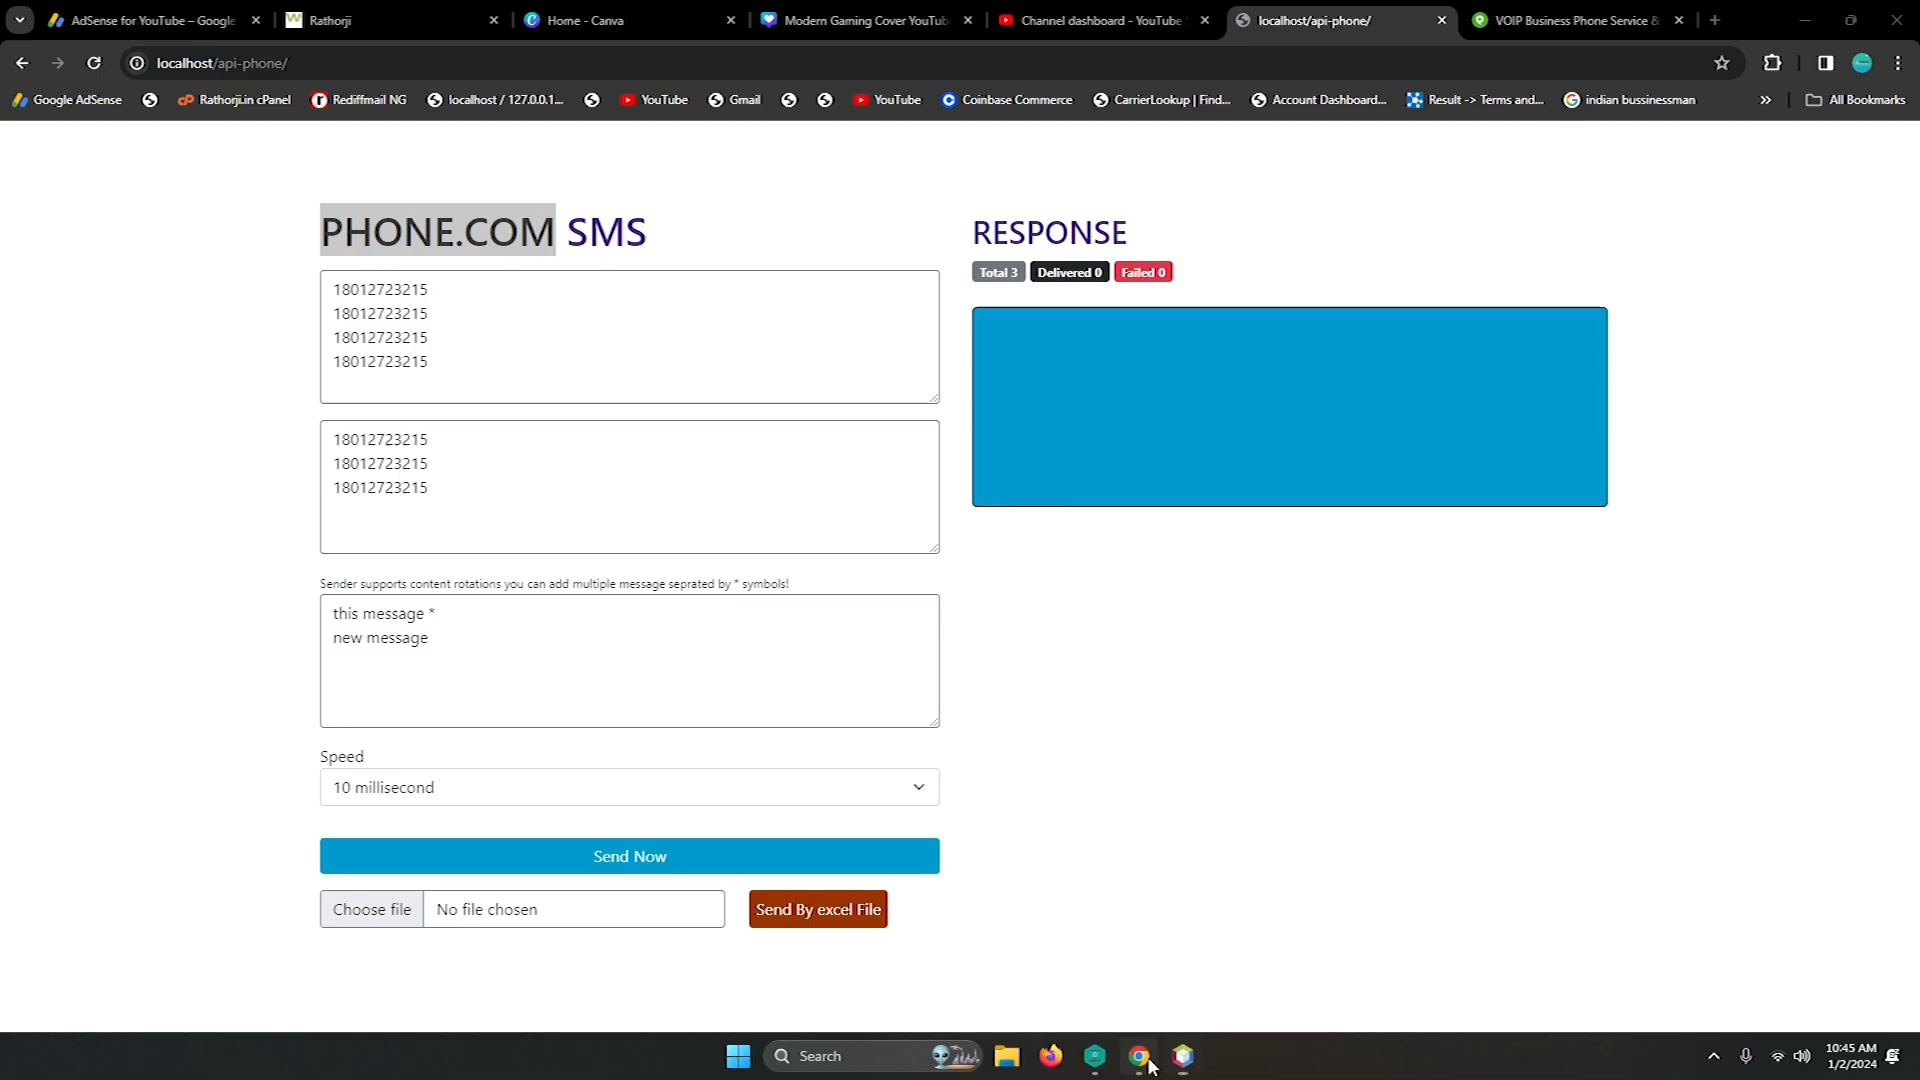 AdSense for YouTube – Google
Rathorji
Home - Canva
Modern Gaming Cover YouTub
Channel dashboard - YouTube
localhost/api-phone/
VOIP Business Phone Service &
localhost/api-phone/
Google AdSense
Rathorji.in cPanel
Rediffmail NG
localhost / 127.0.0.1...
YouTube
Gmail
YouTube
Coinbase Commerce
CarrierLookup | Find...
Account Dashboard...
Result -> Terms and...
indian bussinessman
All Bookmarks
PHONE.COM SMS
18012723215
18012723215
18012723215
18012723215
18012723215
18012723215
18012723215
Sender supports content rotations you can add multiple message seprated by * symbols!
this message *
new message
Speed
10 millisecond
Send Now
Choose file
No file chosen
Send By excel File
RESPONSE
Total 3
Delivered 0
Failed 0
Search
10:45 AM
1/2/2024